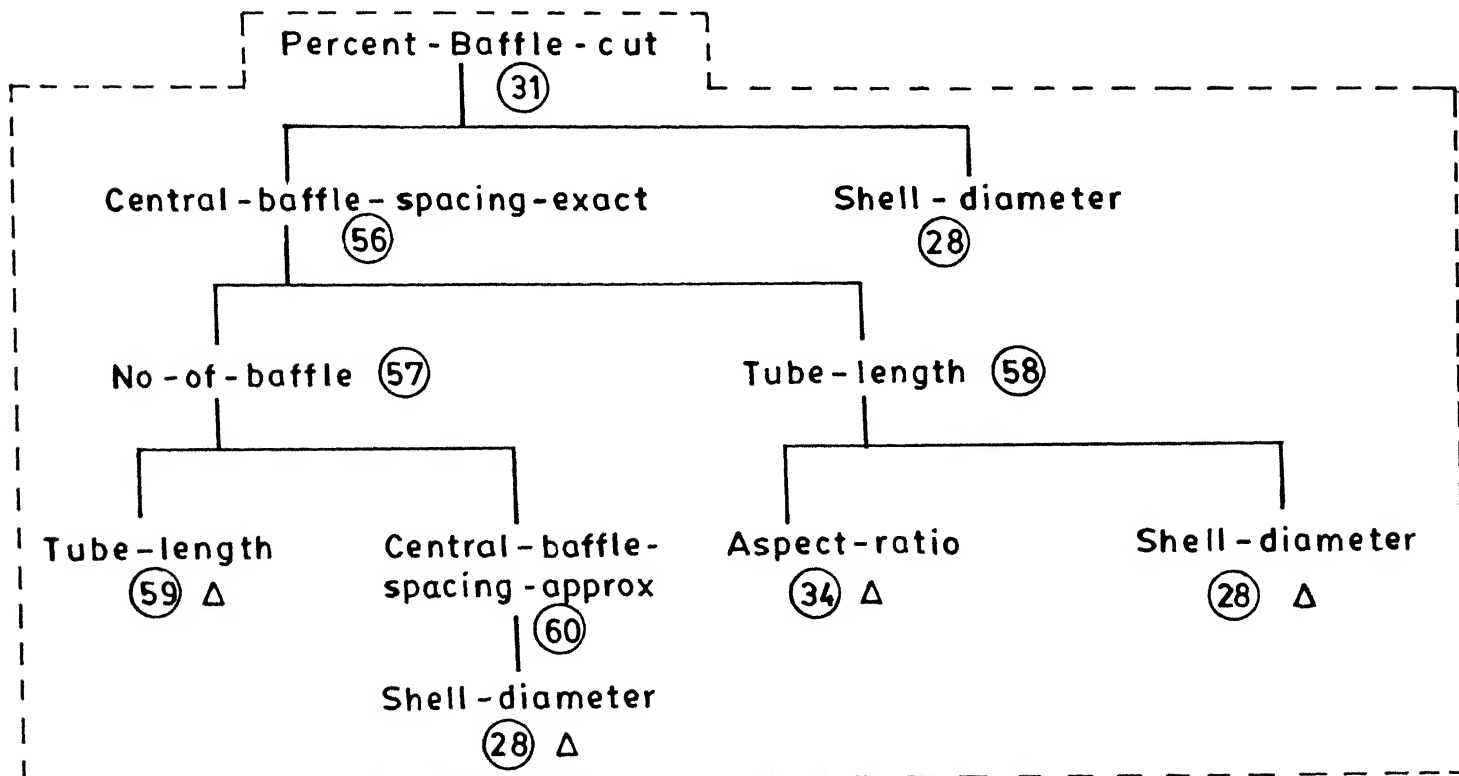 Percent-Baffle-cut
31
Central-baffle-spacing-exact
56
Shell-diameter
28
No-of-baffle 57
Tube-length 58
Tube-length
59 Δ
Central-baffle-
spacing-approx
60
Shell-diameter
28 Δ
Aspect-ratio
34 Δ
Shell-diameter
28 Δ